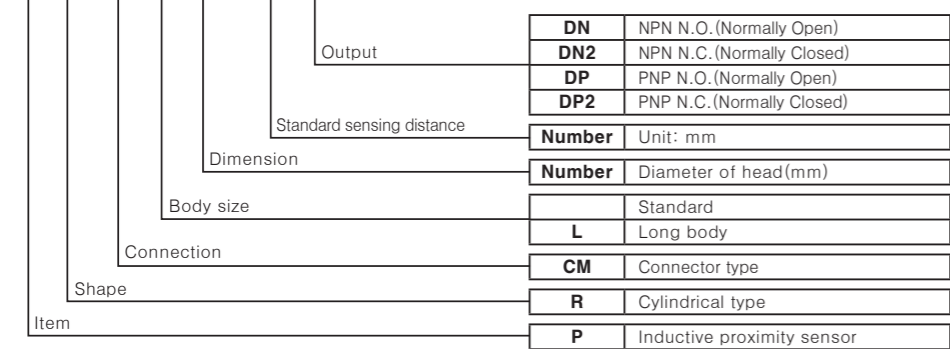 DN NPN N.O.(Normally Open)
Output DN2 NPN N.C.(Normally Closed)
DP PNP N.O.(Normally Open)
DP2 PNP N.C.(Normally Closed)
Standard sensing distance Number Unit: mm
Dimension Number Diameter of head(mm)
Body size Standard
L Long body
Connection CM Connector type
Shape R Cylindrical type
Item P Inductive proximity sensor